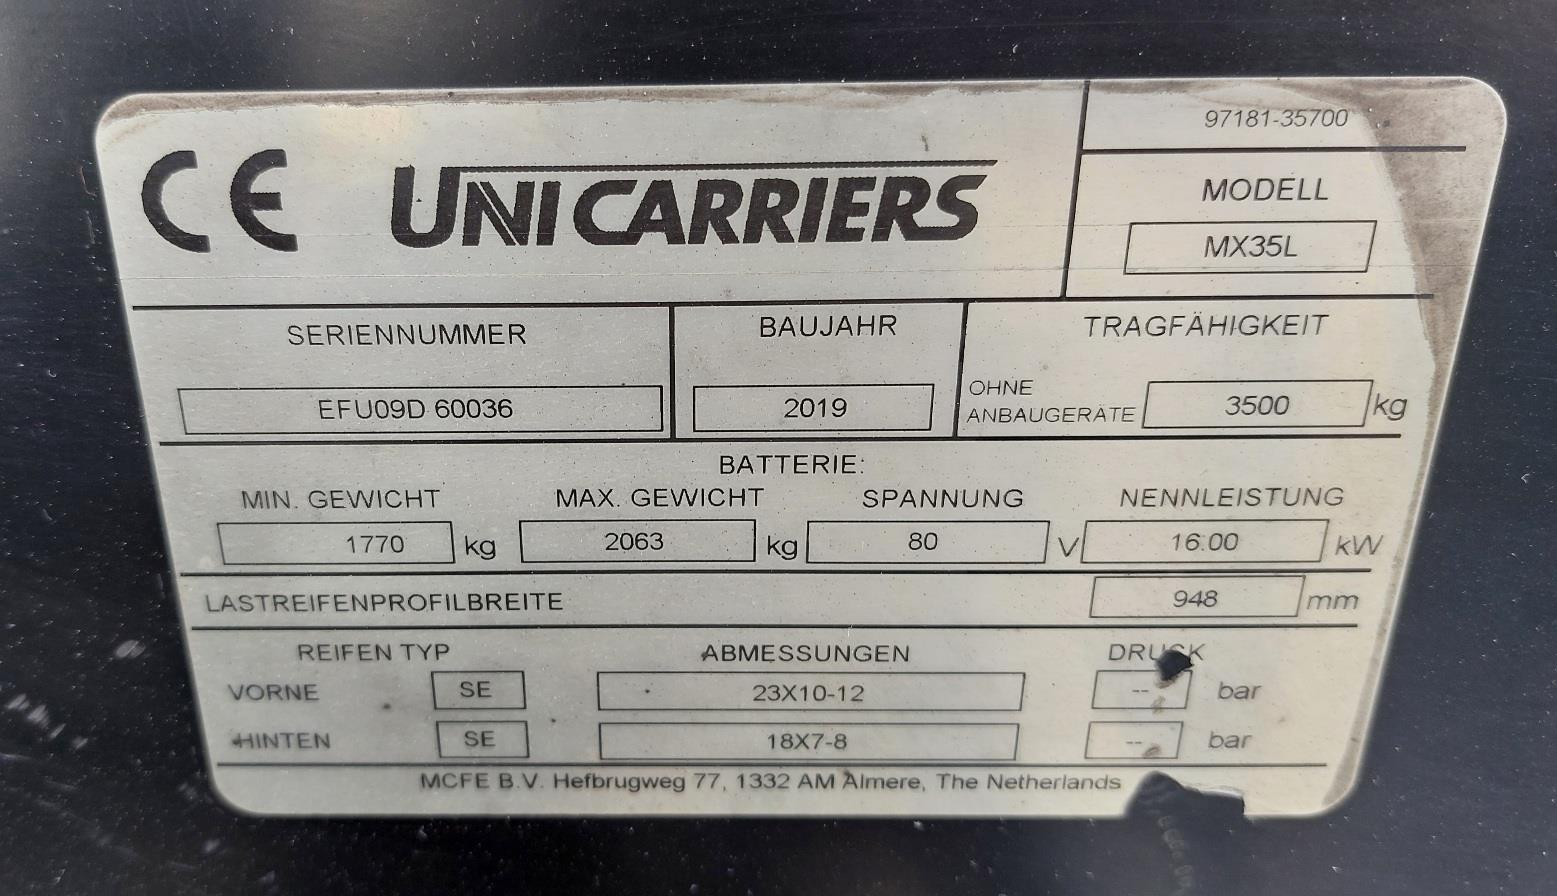 CE UNICARRIERS
97181-35700
MODELL
MX35L
SERIENNUMMER
EFU09D 60036
BAUJAHR
2019
TRAGFÄHIGKEIT
OHNE
ANBAUGERÄTE 3500 kg
BATTERIE:
MIN. GEWICHT MAX. GEWICHT SPANNUNG NENNLEISTUNG
1770 kg 2063 kg 80 V 16.00 kW
LASTREIFENPROFILBREITE 948 mm
REIFEN TYP ABMESSUNGEN DRUCK
VORNE SE 23X10-12 -- bar
HINTEN SE 18X7-8 -- bar
MCFE B.V. Hefbrugweg 77, 1332 AM Almere, The Netherlands